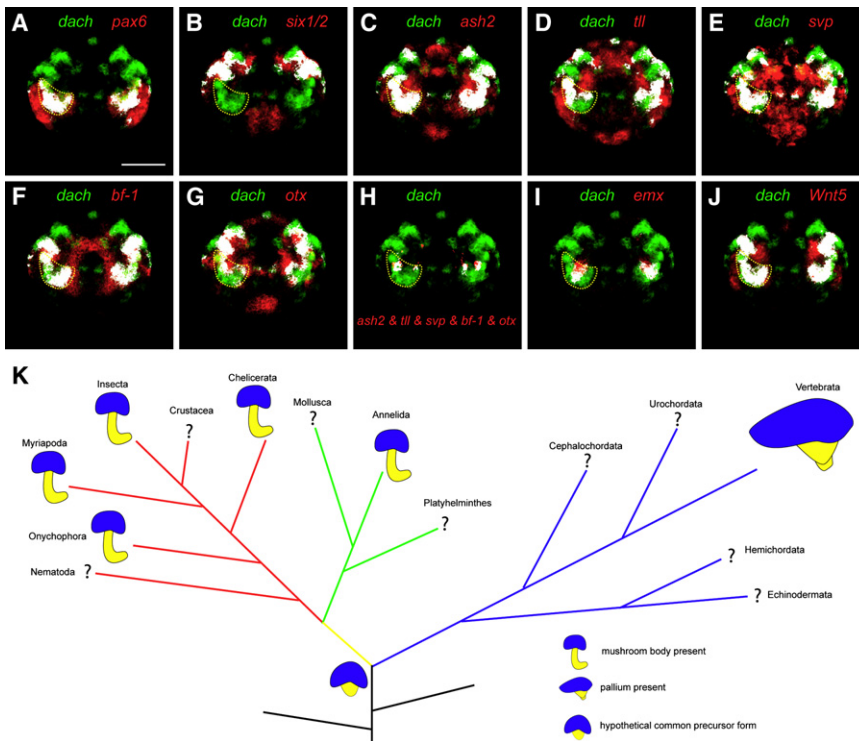 A dach pax6
B dach six1/2
C dach ash2
D dach tll
E dach svp
F dach bf-1
G dach otx
H dach
I dach emx
J dach Wnt5
ash2 & tll & svp & bf-1 & otx
K
Insecta
Chelicerata
Vertebrata
Mollusca
Urochordata
Crustacea
?
?
Annelida
?
Myriapoda
Cephalochordata
?
Platyhelminthes
?
Onychophora
Nematoda ?
? Hemichordata
? Echinodermata
mushroom body present
pallium present
hypothetical common precursor form